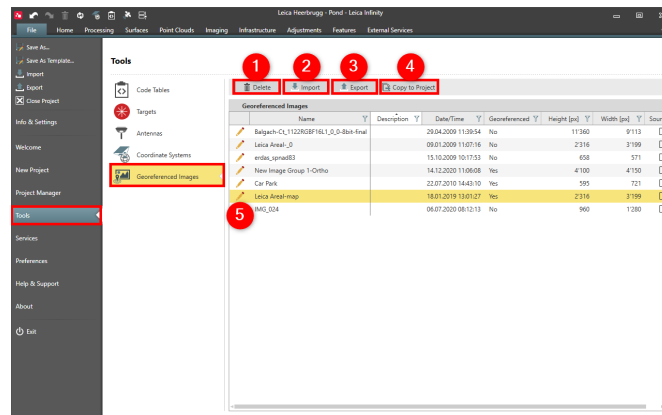 Leica Heerbrugg - Pond - Leica Infinity
File Home Processing Surfaces Point Clouds Imaging Infrastructure Adjustments Features External Services
Save As...
Save As Template...
Import
Export
Close Project
Info & Settings
Welcome
New Project
Project Manager
Tools
Services
Preferences
Help & Support
About
Exit
Tools
Code Tables
Targets
Antennas
Coordinate Systems
Georeferenced Images
1 2 3 4
Delete Import Export Copy to Project
Georeferenced Images
Name Description Date/Time Georeferenced Height [px] Width [px] Sour
Balgach-Ct_1122RGBF16L1_0_0-8bit-final 29.04.2009 11:39:54 No 11'360 9'113
Leica Areal-_0 09.01.2009 11:07:16 No 2'316 3'199
erdas_spnad83 15.10.2009 10:17:53 No 658 571
New Image Group 1-Ortho 14.12.2020 11:06:08 Yes 4'100 4'150
Car Park 22.07.2010 14:43:10 Yes 595 721
Leica Areal-map 18.01.2019 13:01:27 Yes 2'316 3'199
5 IMG_024 06.07.2020 08:12:13 No 960 1'280